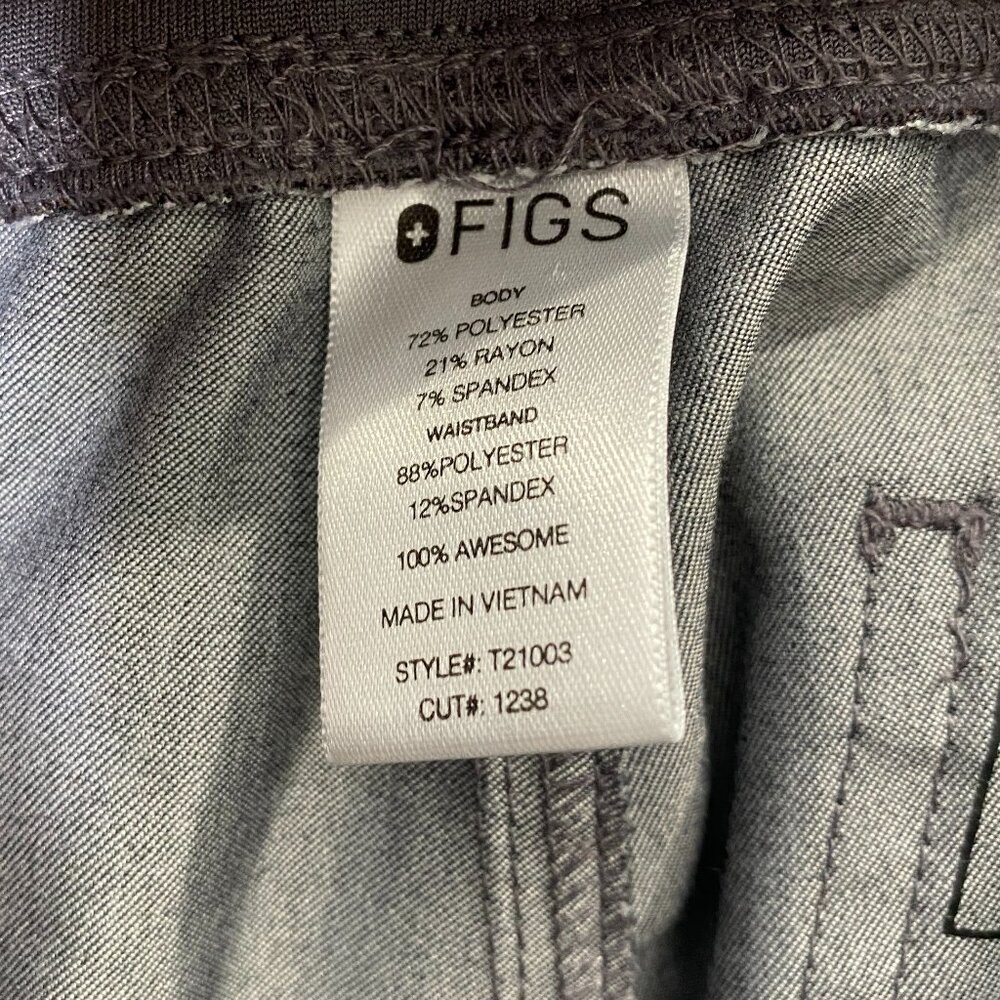 FIGS
BODY
72% POLYESTER
21% RAYON
7% SPANDEX
WAISTBAND
88%POLYESTER
12%SPANDEX
100% AWESOME
MADE IN VIETNAM
STYLE#: T21003
CUT#: 1238